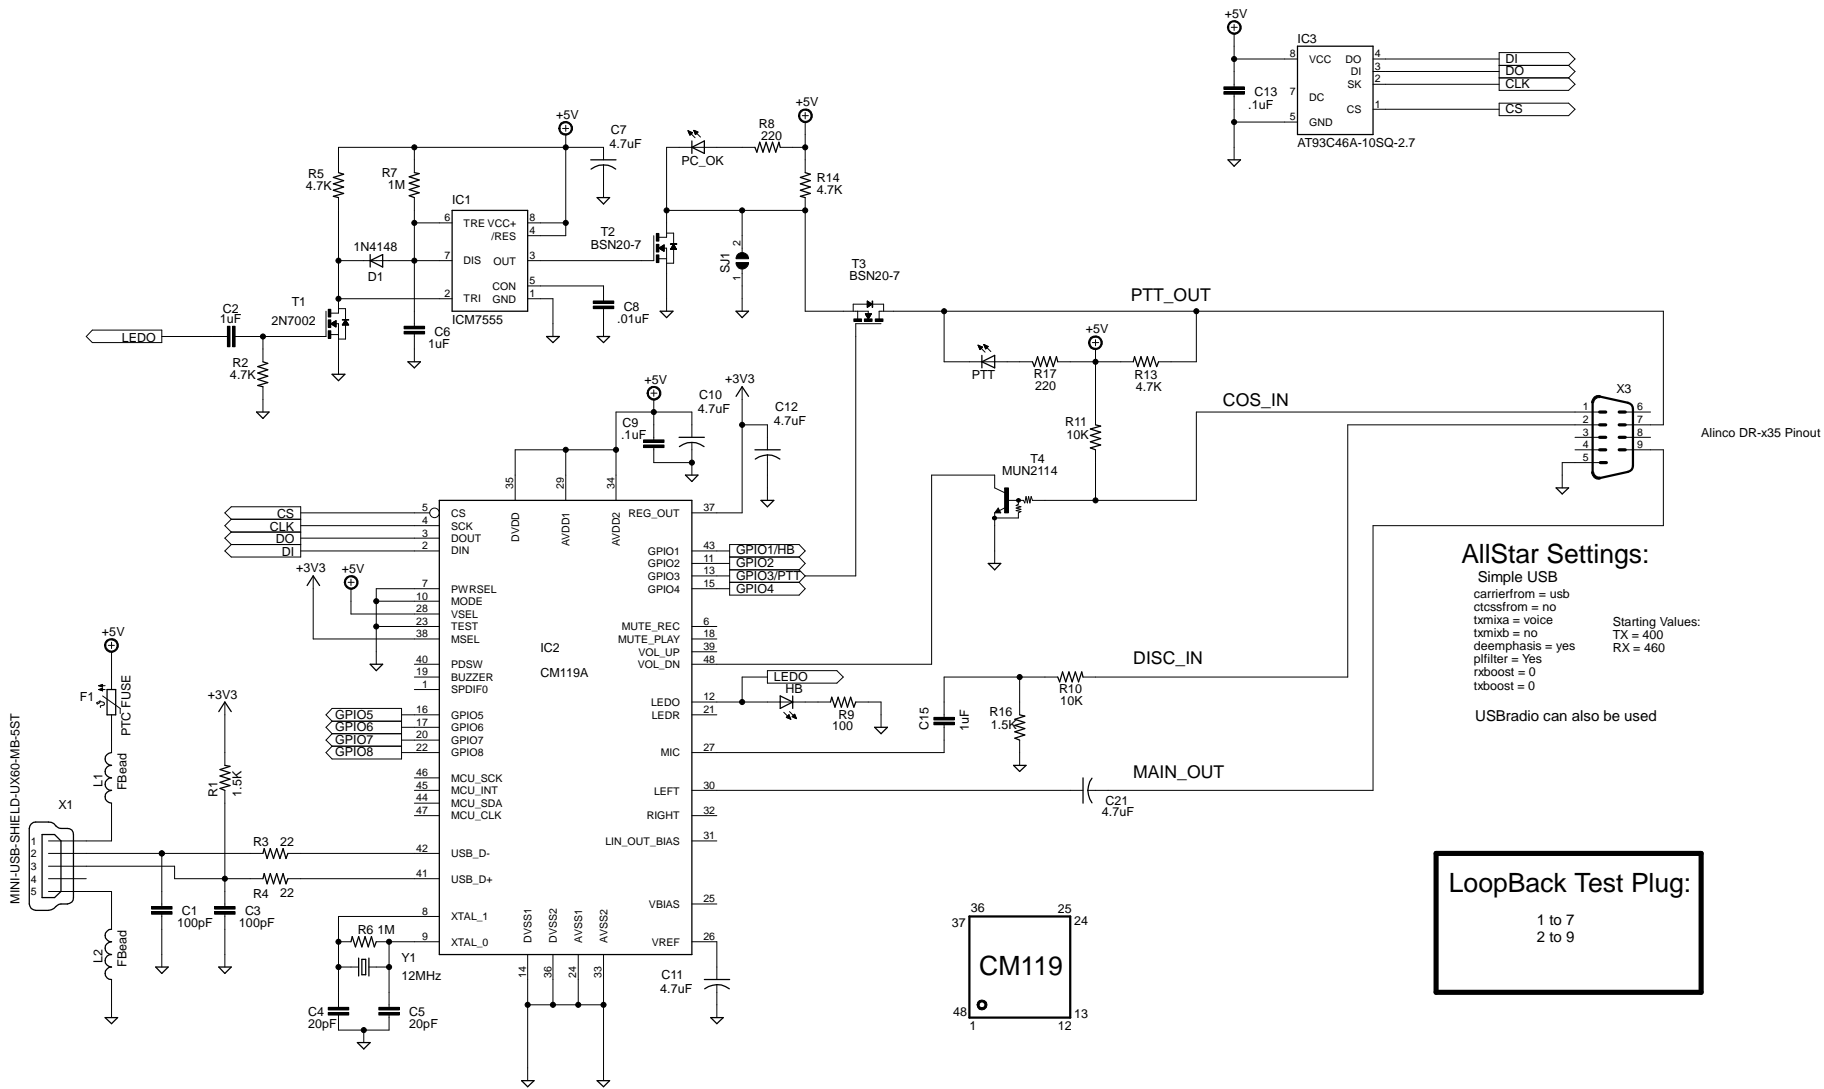 +5V
IC3
8 VCC DO 4 DI
DI 3 DO
SK 2 CLK
7 DC
CS 1 CS
5 GND
AT93C46A-10SQ-2.7
C13
.1uF
+5V
C7
4.7uF
R5
4.7K
R7
1M
IC1
6 TRE VCC+ 8
/RES 4
7 DIS OUT 3
CON 5
2 TRI GND 1
ICM7555
1N4148
D1
T1
2N7002
C2
1uF
LEDO
R2
4.7K
C6
1uF
C8
.01uF
T2
BSN20-7
PC_OK
R8
220
+5V
R14
4.7K
SJ1
2
1
T3
BSN20-7
PTT_OUT
+5V
PTT
R17
220
R13
4.7K
R11
10K
COS_IN
T4
MUN2114
X3
1 6
2 7
3 8
4 9
5
Alinco DR-x35 Pinout
+5V
C10
4.7uF
C9
.1uF
+3V3
C12
4.7uF
35
29
34
DVDD
AVDD1
AVDD2
CS 5 CS
CLK 4 SCK
DO 3 DOUT
DI 2 DIN
+3V3
+5V
7 PWRSEL
10 MODE
28 VSEL
23 TEST
38 MSEL
40 PDSW
19 BUZZER
1 SPDIF0
GPIO5 16 GPIO5
GPIO6 17 GPIO6
GPIO7 20 GPIO7
GPIO8 22 GPIO8
46 MCU_SCK
45 MCU_INT
44 MCU_SDA
47 MCU_CLK
42 USB_D-
41 USB_D+
8 XTAL_1
9 XTAL_0
IC2
CM119A
REG_OUT 37
GPIO1 43 GPIO1/HB
GPIO2 11 GPIO2
GPIO3 13 GPIO3/PTT
GPIO4 15 GPIO4
MUTE_REC 6
MUTE_PLAY 18
VOL_UP 39
VOL_DN 48
LEDO 12
LEDR 21
MIC 27
LEFT 30
RIGHT 32
LIN_OUT_BIAS 31
VBIAS 25
VREF 26
DVSS1
DVSS2
AVSS1
AVSS2
14
36
24
33
LEDO
HB
R9
100
C15
1uF
R16
1.5K
R10
10K
DISC_IN
MAIN_OUT
C21
4.7uF
C11
4.7uF
+5V
F1
PTC FUSE
L1
FBead
+3V3
R1
1.5K
X1
MINI-USB-SHIELD-UX60-MB-5ST
1
2
3
4
5
R3 22
R4 22
C1
100pF
C3
100pF
L2
FBead
R6 1M
Y1
12MHz
C4
20pF
C5
20pF
36 25
37 24
CM119
48 13
1 12
AllStar Settings:
Simple USB
carrierfrom = usb
ctcssfrom = no
txmixa = voice
txmixb = no
deemphasis = yes
plfilter = Yes
rxboost = 0
txboost = 0
Starting Values:
TX = 400
RX = 460
USBradio can also be used
LoopBack Test Plug:
1 to 7
2 to 9